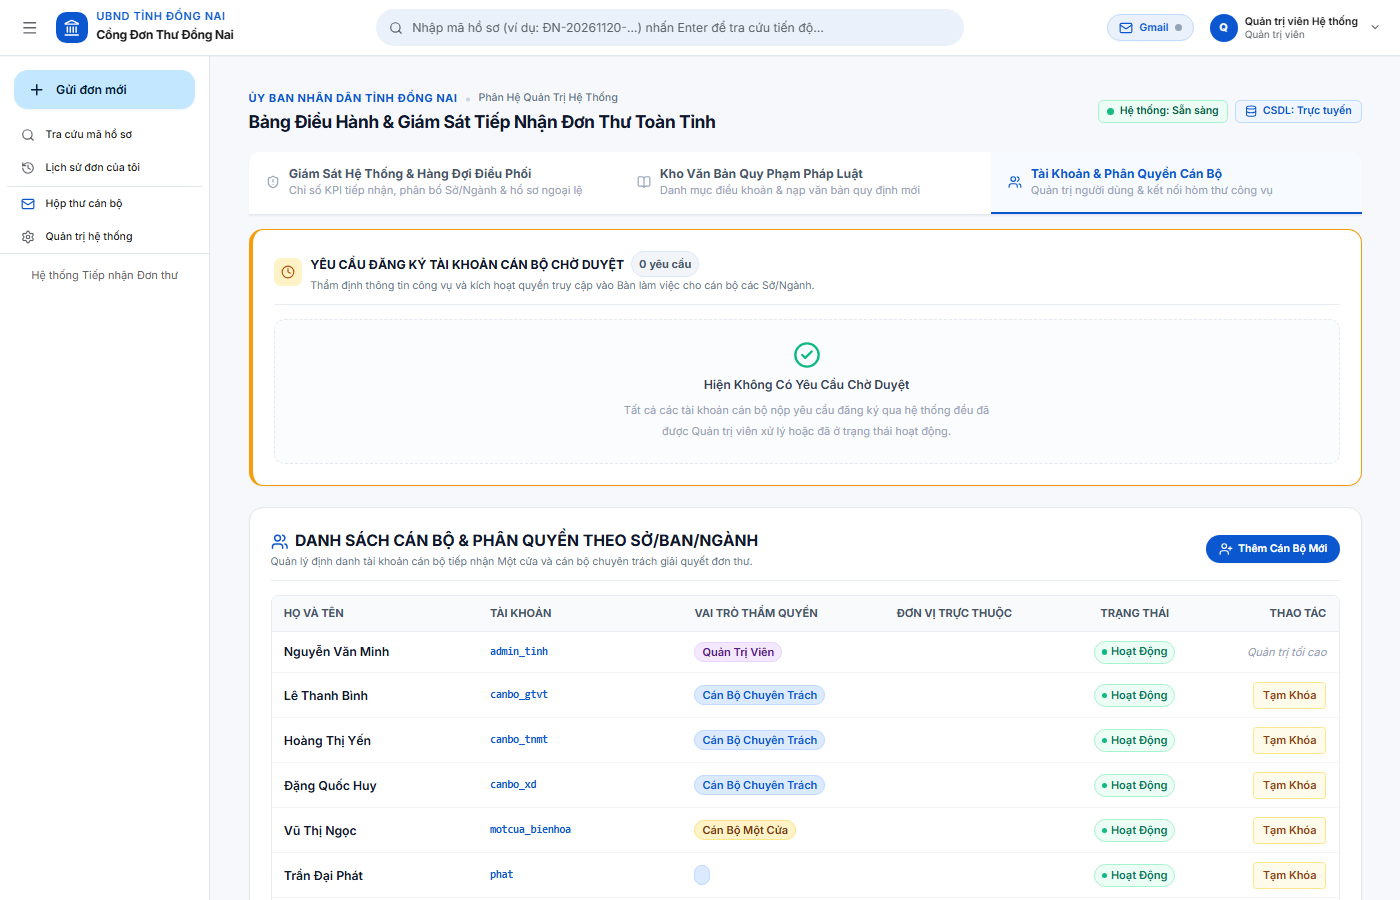 UBND TỈNH ĐỒNG NAI
Cổng Đơn Thư Đồng Nai
Nhập mã hồ sơ (ví dụ: ĐN-20261120-...) nhấn Enter để tra cứu tiến độ...
Gmail
Q
Quản trị viên Hệ thống
Quản trị viên
Gửi đơn mới
Tra cứu mã hồ sơ
Lịch sử đơn của tôi
Hộp thư cán bộ
Quản trị hệ thống
Hệ thống Tiếp nhận Đơn thư
ỦY BAN NHÂN DÂN TỈNH ĐỒNG NAI
Phân Hệ Quản Trị Hệ Thống
Bảng Điều Hành & Giám Sát Tiếp Nhận Đơn Thư Toàn Tỉnh
Hệ thống: Sẵn sàng
CSDL: Trực tuyến
Giám Sát Hệ Thống & Hàng Đợi Điều Phối
Chỉ số KPI tiếp nhận, phân bổ Sở/Ngành & hồ sơ ngoại lệ
Kho Văn Bản Quy Phạm Pháp Luật
Danh mục điều khoản & nạp văn bản quy định mới
Tài Khoản & Phân Quyền Cán Bộ
Quản trị người dùng & kết nối hòm thư công vụ
YÊU CẦU ĐĂNG KÝ TÀI KHOẢN CÁN BỘ CHỜ DUYỆT
0 yêu cầu
Thẩm định thông tin công vụ và kích hoạt quyền truy cập vào Bàn làm việc cho cán bộ các Sở/Ngành.
Hiện Không Có Yêu Cầu Chờ Duyệt
Tất cả các tài khoản cán bộ nộp yêu cầu đăng ký qua hệ thống đều đã
được Quản trị viên xử lý hoặc đã ở trạng thái hoạt động.
DANH SÁCH CÁN BỘ & PHÂN QUYỀN THEO SỞ/BAN/NGÀNH
Quản lý định danh tài khoản cán bộ tiếp nhận Một cửa và cán bộ chuyên trách giải quyết đơn thư.
Thêm Cán Bộ Mới
HỌ VÀ TÊN
TÀI KHOẢN
VAI TRÒ THẨM QUYỀN
ĐƠN VỊ TRỰC THUỘC
TRẠNG THÁI
THAO TÁC
Nguyễn Văn Minh
admin_tinh
Quản Trị Viên
Hoạt Động
Quản trị tối cao
Lê Thanh Bình
canbo_gtvt
Cán Bộ Chuyên Trách
Hoạt Động
Tạm Khóa
Hoàng Thị Yến
canbo_tnmt
Cán Bộ Chuyên Trách
Hoạt Động
Tạm Khóa
Đặng Quốc Huy
canbo_xd
Cán Bộ Chuyên Trách
Hoạt Động
Tạm Khóa
Vũ Thị Ngọc
motcua_bienhoa
Cán Bộ Một Cửa
Hoạt Động
Tạm Khóa
Trần Đại Phát
phat
Hoạt Động
Tạm Khóa